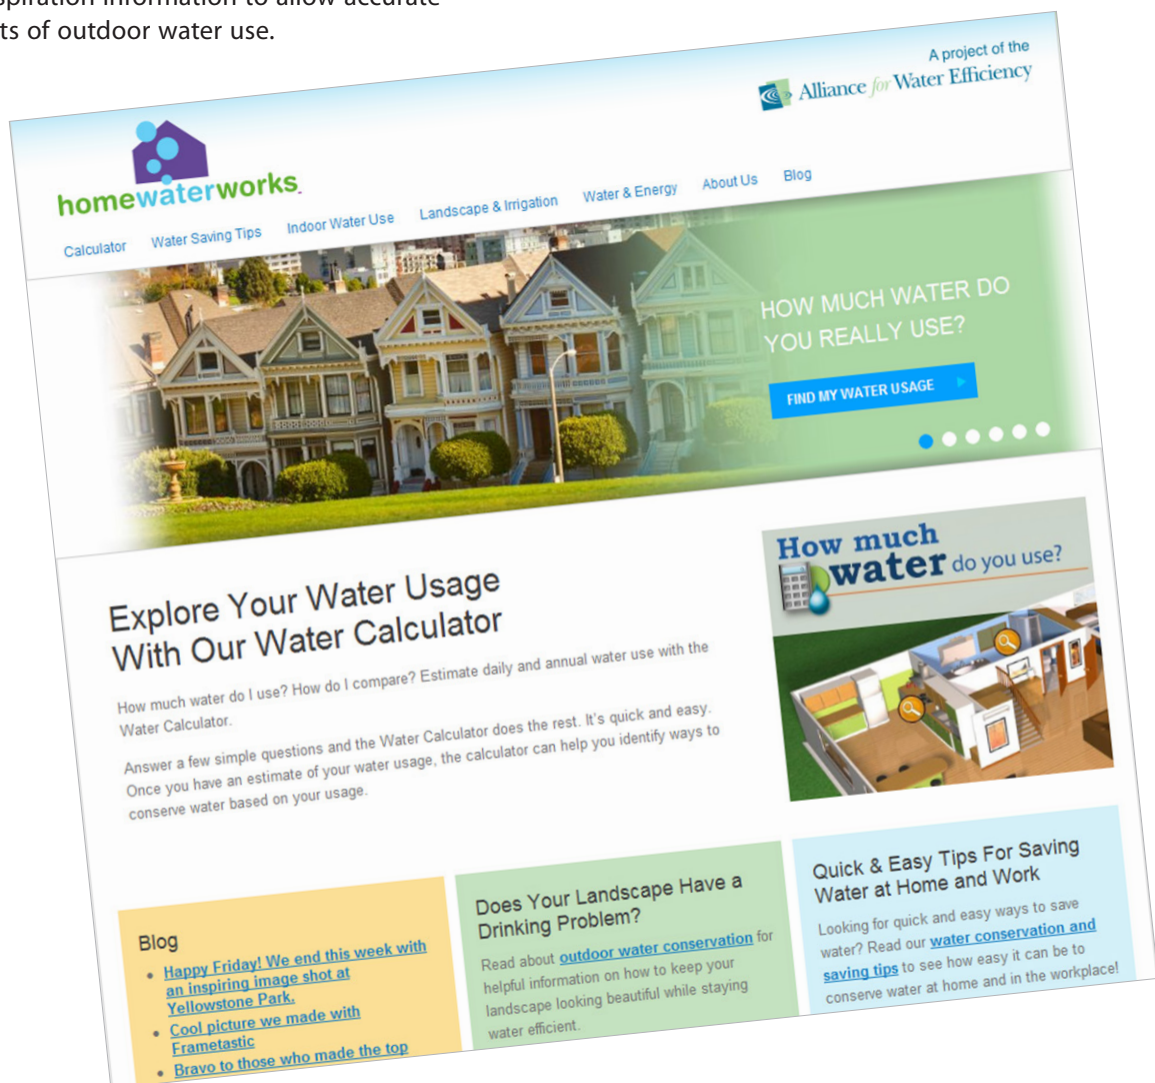 ts of outdoor water use.
A project of the
Alliance for Water Efficiency
homewaterworks
Calculator
Water Saving Tips
Indoor Water Use
Landscape & Irrigation
Water & Energy
About Us
Blog
HOW MUCH WATER DO
YOU REALLY USE?
FIND MY WATER USAGE
Explore Your Water Usage
With Our Water Calculator
How much water do I use? How do I compare? Estimate daily and annual water use with the
Water Calculator.
Answer a few simple questions and the Water Calculator does the rest. It's quick and easy.
Once you have an estimate of your water usage, the calculator can help you identify ways to
conserve water based on your usage.
How much
water do you use?
Blog
Happy Friday! We end this week with
an inspiring image shot at
Yellowstone Park.
Cool picture we made with
Frametastic
Bravo to those who made the top
Does Your Landscape Have a
Drinking Problem?
Read about outdoor water conservation for
helpful information on how to keep your
landscape looking beautiful while staying
water efficient.
Quick & Easy Tips For Saving
Water at Home and Work
Looking for quick and easy ways to save
water? Read our water conservation and
saving tips to see how easy it can be to
conserve water at home and in the workplace!